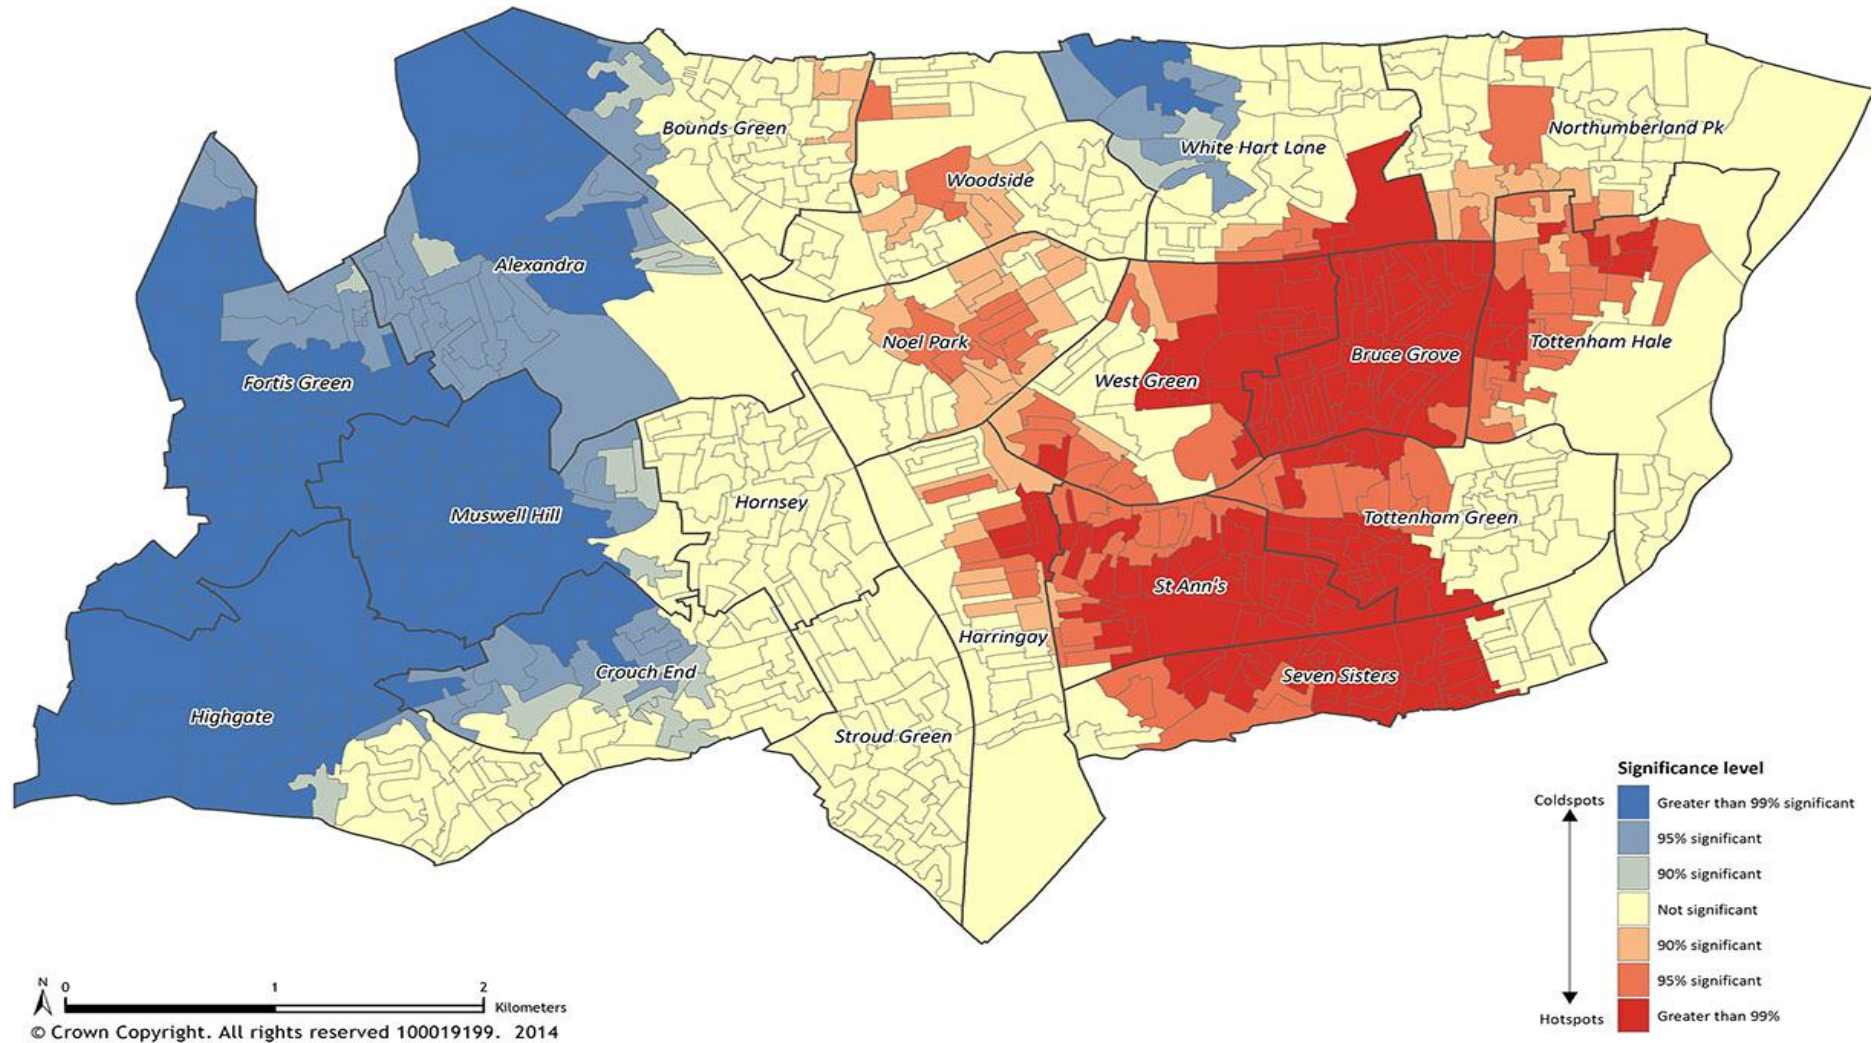 Bounds Green
Northumberland Pk
White Hart Lane
Woodside
Alexandra
Noel Park
Tottenham Hale
Bruce Grove
West Green
Fortis Green
Hornsey
Muswell Hill
Tottenham Green
St Ann's
Harringay
Crouch End
Seven Sisters
Highgate
Stroud Green
Significance level
Coldspots
Greater than 99% significant
95% significant
90% significant
Not significant
90% significant
95% significant
Hotspots
Greater than 99%
N
0 1 2
Kilometers
© Crown Copyright. All rights reserved 100019199. 2014